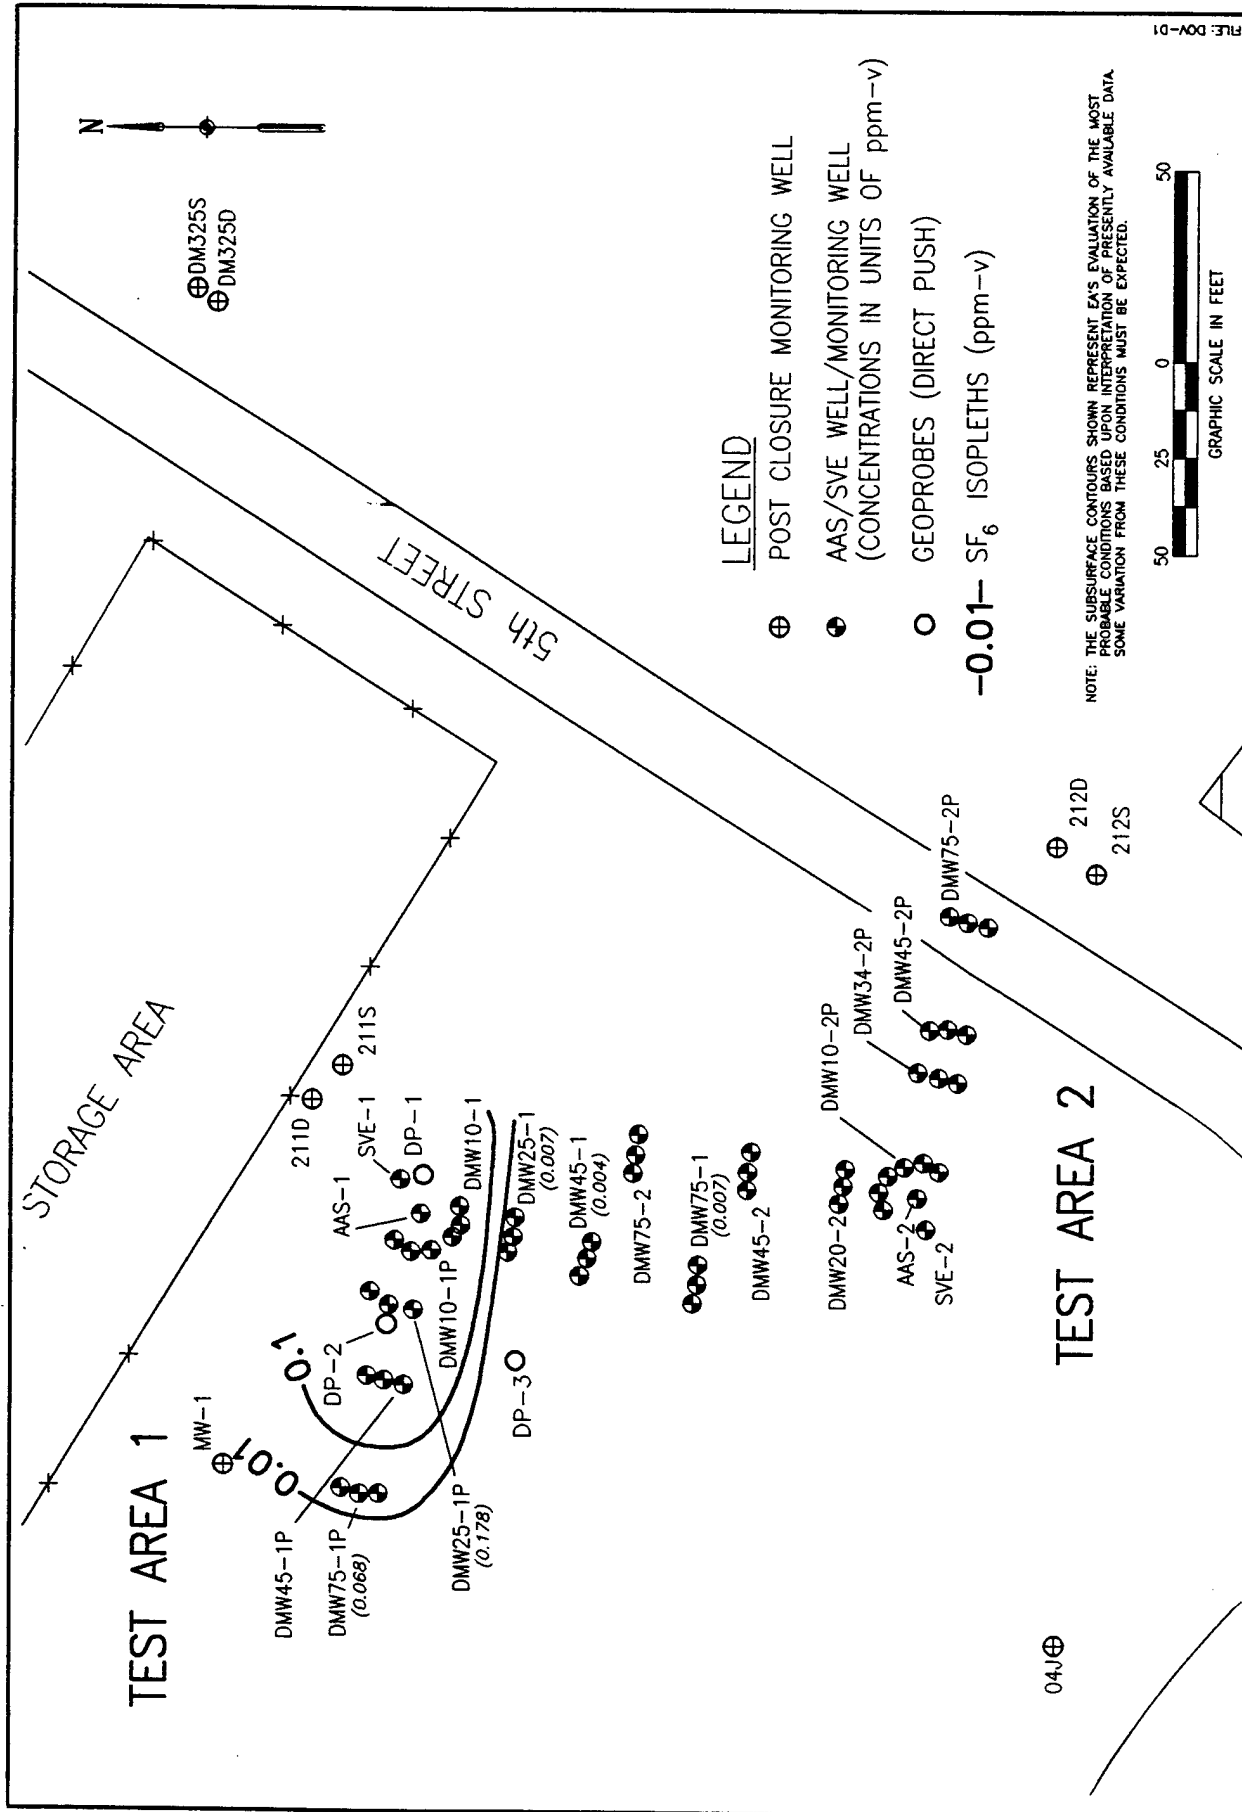 FILE: DOV-D1
N
DM325S
DM325D
STORAGE AREA
5th STREET
TEST AREA 1
MW-1
0.01
0.1
211D
211S
SVE-1
DP-1
AAS-1
DMW10-1
DP-2
DMW10-1P
DMW45-1P
DMW75-1P
(0.068)
DMW25-1P
(0.178)
DP-3
DMW25-1
(0.007)
DMW45-1
(0.004)
DMW75-2
DMW75-1
(0.007)
DMW45-2
DMW20-2
DMW10-2P
DMW34-2P
DMW45-2P
DMW75-2P
AAS-2
SVE-2
TEST AREA 2
212D
212S
04J
LEGEND
POST CLOSURE MONITORING WELL
AAS/SVE WELL/MONITORING WELL
(CONCENTRATIONS IN UNITS OF ppm-v)
GEOPROBES (DIRECT PUSH)
-0.01- SF6 ISOPLETHS (ppm-v)
NOTE: THE SUBSURFACE CONTOURS SHOWN REPRESENT EA'S EVALUATION OF THE MOST
PROBABLE CONDITIONS BASED UPON INTERPRETATION OF PRESENTLY AVAILABLE DATA.
SOME VARIATION FROM THESE CONDITIONS MUST BE EXPECTED.
50 25 0 50
GRAPHIC SCALE IN FEET